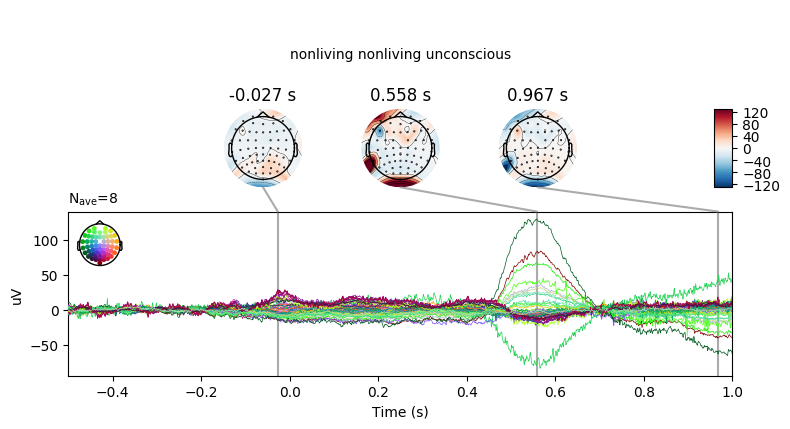 nonliving nonliving unconscious
-0.027 s 0.558 s 0.967 s
120
80
40
0
−40
−80
−120
Nave=8
100
50
0
−50
uV
−0.4 −0.2 0.0 0.2 0.4 0.6 0.8 1.0
Time (s)